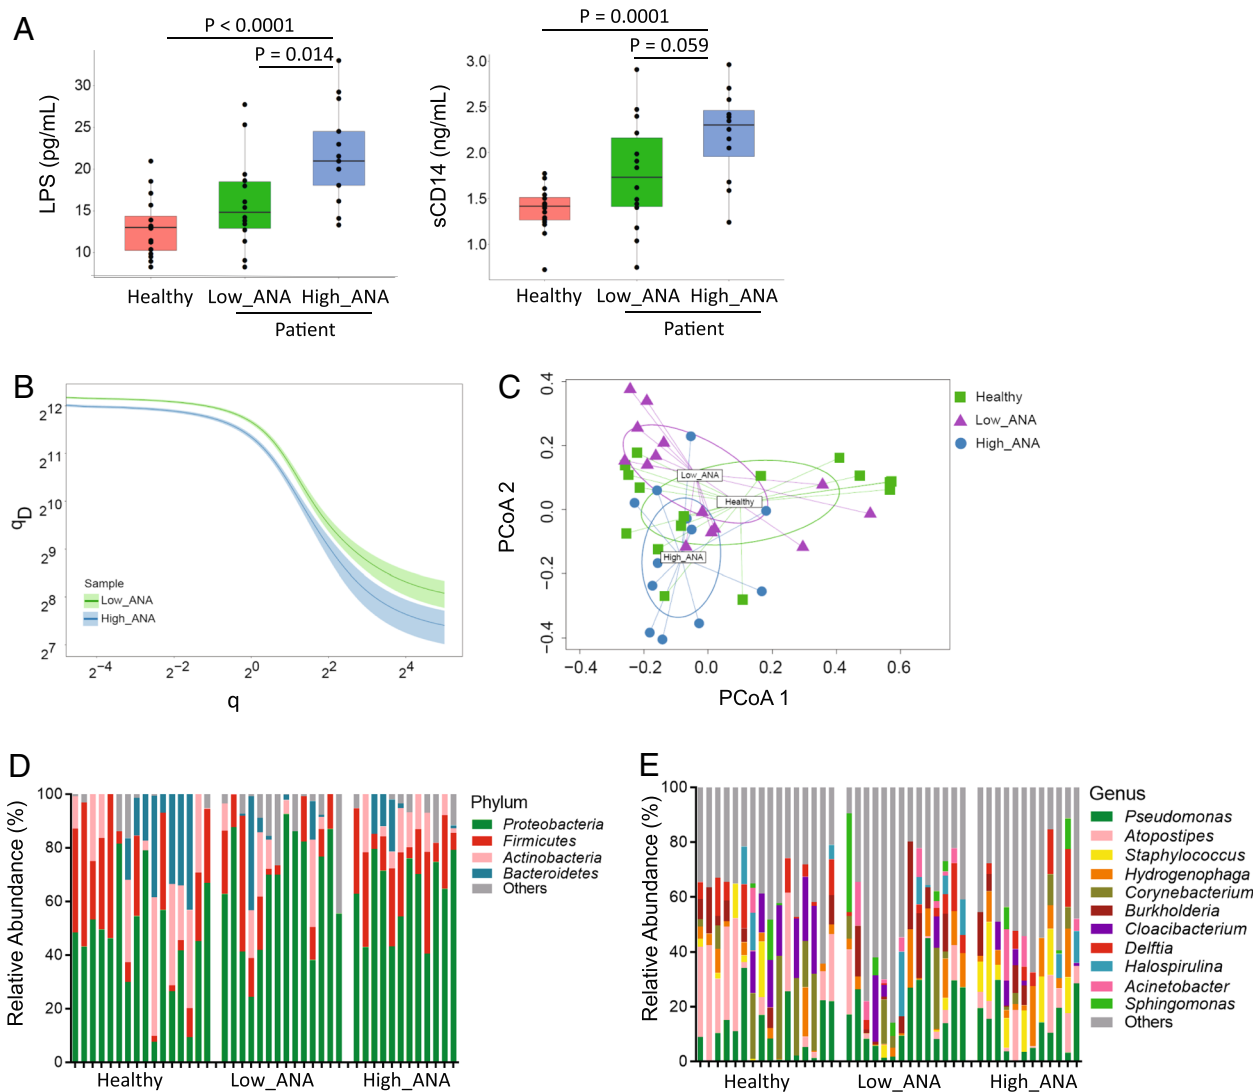 A
P < 0.0001
P = 0.014
LPS (pg/mL)
30
25
20
15
10
Healthy Low_ANA High_ANA
Patient
P = 0.0001
P = 0.059
sCD14 (ng/mL)
3.0
2.5
2.0
1.5
1.0
Healthy Low_ANA High_ANA
Patient
B
qD
2^12
2^11
2^10
2^9
2^8
2^7
Sample
Low_ANA
High_ANA
2^−4 2^−2 2^0 2^2 2^4
q
C
PCoA 2
0.4
0.2
0.0
−0.2
−0.4
Low_ANA
Healthy
High_ANA
−0.4 −0.2 0.0 0.2 0.4 0.6
PCoA 1
Healthy
Low_ANA
High_ANA
D
Relative Abundance (%)
100
80
60
40
20
0
Healthy Low_ANA High_ANA
Phylum
Proteobacteria
Firmicutes
Actinobacteria
Bacteroidetes
Others
E
Relative Abundance (%)
100
80
60
40
20
0
Healthy Low_ANA High_ANA
Genus
Pseudomonas
Atopostipes
Staphylococcus
Hydrogenophaga
Corynebacterium
Burkholderia
Cloacibacterium
Delftia
Halospirulina
Acinetobacter
Sphingomonas
Others